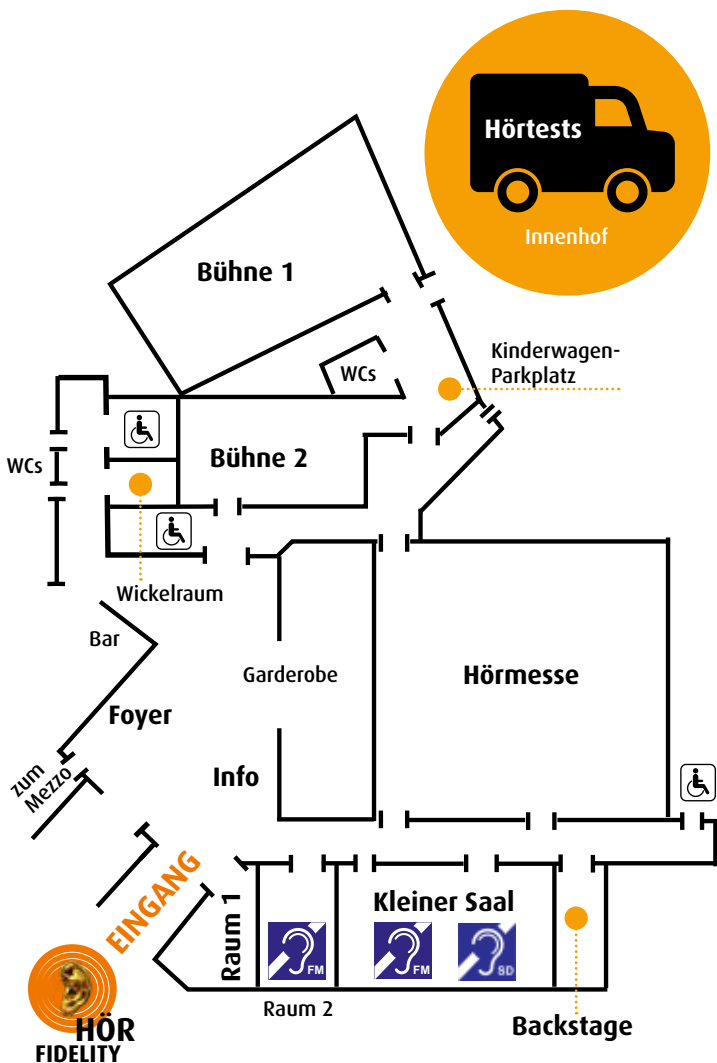 Hörtests
Innenhof
Bühne 1
Kinderwagen-
Parkplatz
WCs
Bühne 2
WCs
Wickelraum
Bar
Garderobe
Hörmesse
Foyer
zum
Mezzo
Info
EINGANG
Raum 1
Kleiner Saal
FM
FM
SD
Raum 2
Backstage
HÖR
FIDELITY